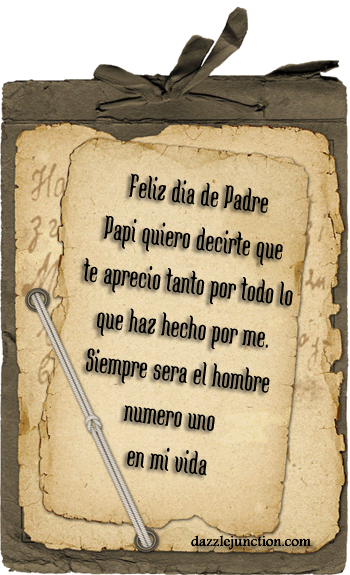 Feliz dia de Padre
Papi quiero decirte que
te aprecio tanto por todo lo
que haz hecho por me.
Siempre sera el hombre
numero uno
en mi vida
dazzlejunction.com